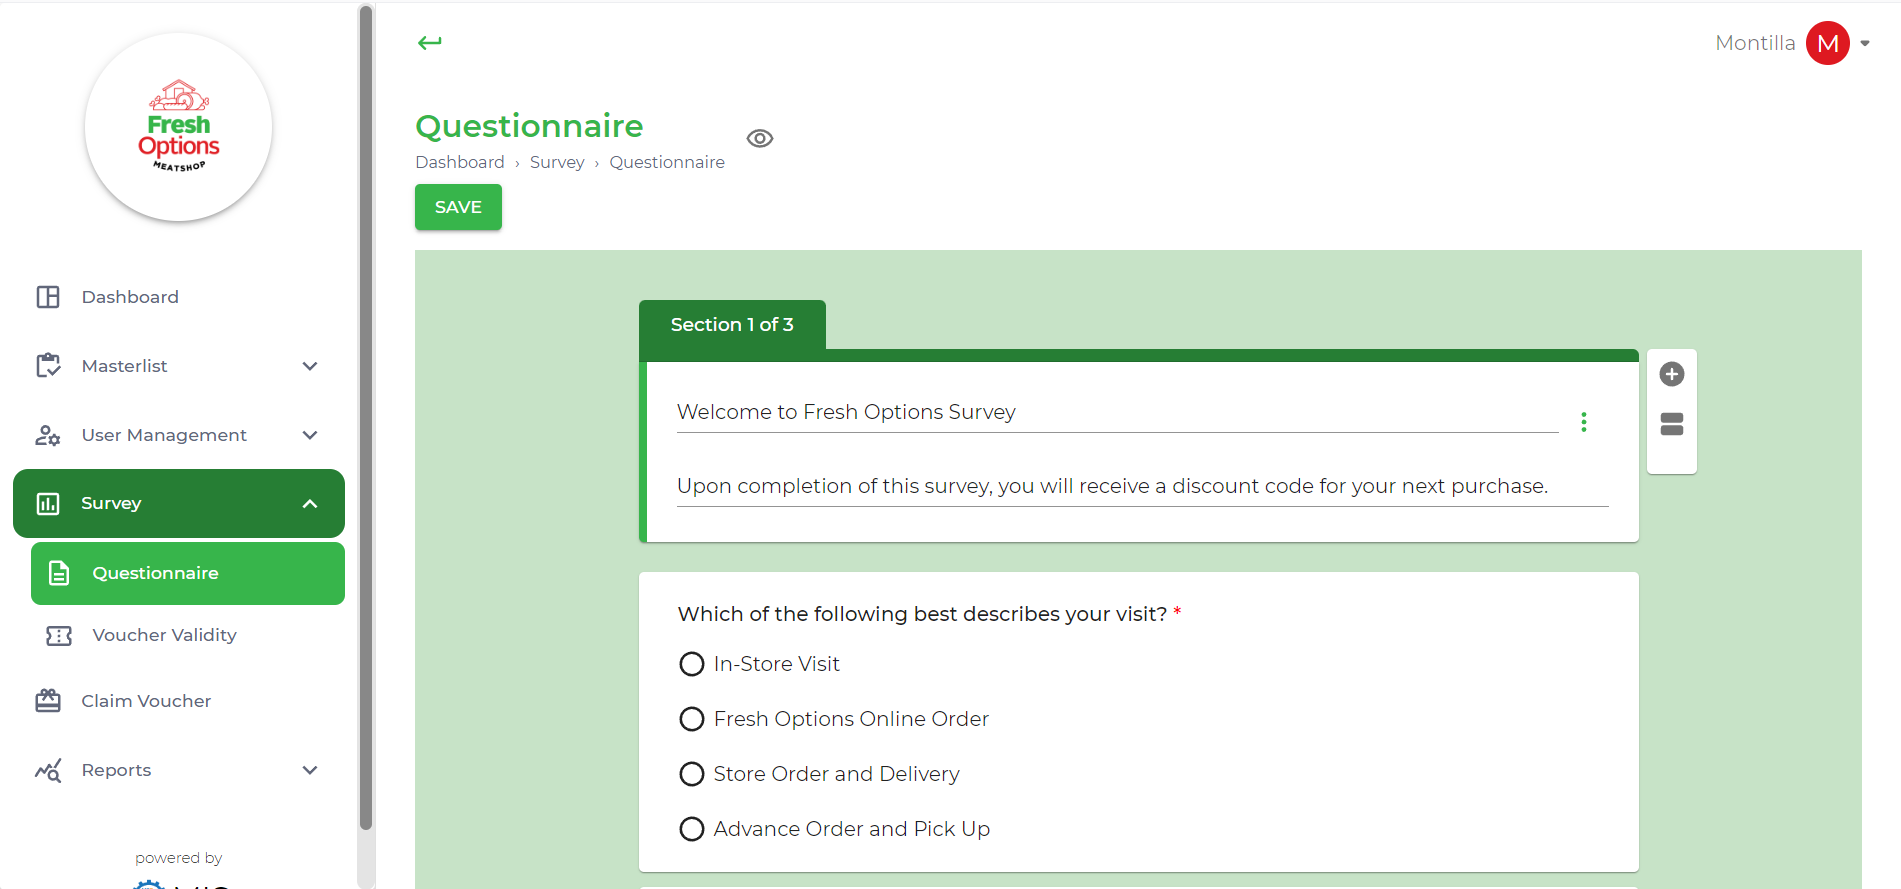 Fresh
Options
MEATSHOP
Dashboard
Masterlist
User Management
Survey
Questionnaire
Voucher Validity
Claim Voucher
Reports
powered by
Montilla M
Questionnaire
Dashboard › Survey › Questionnaire
SAVE
Section 1 of 3
Welcome to Fresh Options Survey
Upon completion of this survey, you will receive a discount code for your next purchase.
Which of the following best describes your visit? *
In-Store Visit
Fresh Options Online Order
Store Order and Delivery
Advance Order and Pick Up